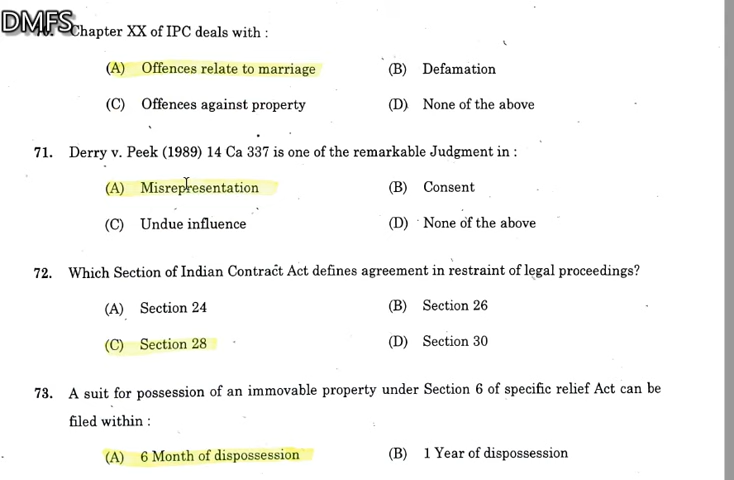 DMFS
Chapter XX of IPC deals with :
(A) Offences relate to marriage (B) Defamation
(C) Offences against property (D) None of the above
71. Derry v. Peek (1989) 14 Ca 337 is one of the remarkable Judgment in :
(A) Misrepresentation (B) Consent
(C) Undue influence (D) None of the above
72. Which Section of Indian Contract Act defines agreement in restraint of legal proceedings?
(A) Section 24 (B) Section 26
(C) Section 28 (D) Section 30
73. A suit for possession of an immovable property under Section 6 of specific relief Act can be
filed within :
(A) 6 Month of dispossession (B) 1 Year of dispossession